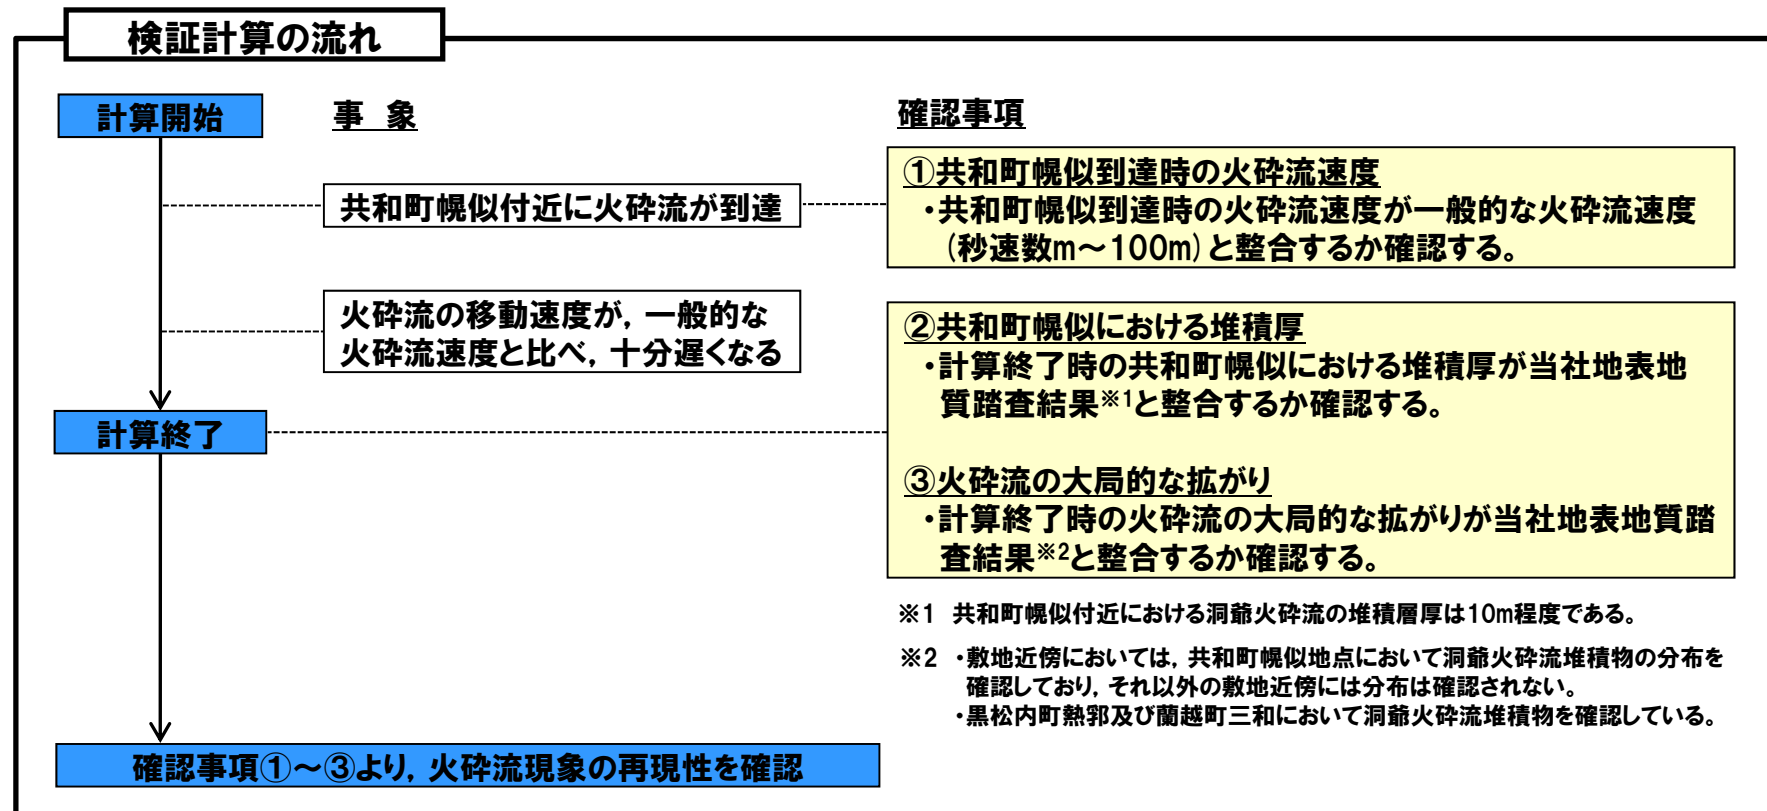 検証計算の流れ
計算開始
事 象
確認事項
①共和町幌似到達時の火砕流速度
・共和町幌似到達時の火砕流速度が一般的な火砕流速度
(秒速数m～100m)と整合するか確認する。
共和町幌似付近に火砕流が到達
火砕流の移動速度が，一般的な
火砕流速度と比べ，十分遅くなる
②共和町幌似における堆積厚
・計算終了時の共和町幌似における堆積厚が当社地表地
質踏査結果※1と整合するか確認する。
計算終了
③火砕流の大局的な拡がり
・計算終了時の火砕流の大局的な拡がりが当社地表地質踏
査結果※2と整合するか確認する。
※1 共和町幌似付近における洞爺火砕流の堆積層厚は10m程度である。
※2 ・敷地近傍においては，共和町幌似地点において洞爺火砕流堆積物の分布を
確認しており，それ以外の敷地近傍には分布は確認されない。
・黒松内町熱郛及び蘭越町三和において洞爺火砕流堆積物を確認している。
確認事項①～③より，火砕流現象の再現性を確認